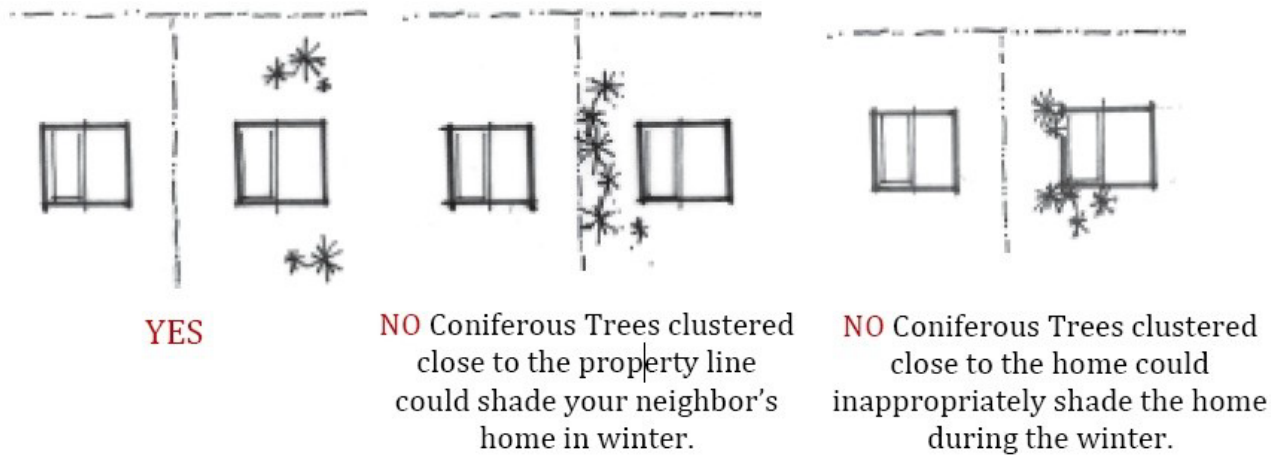 YES
NO Coniferous Trees clustered
close to the property line
could shade your neighbor’s
home in winter.
NO Coniferous Trees clustered
close to the home could
inappropriately shade the home
during the winter.